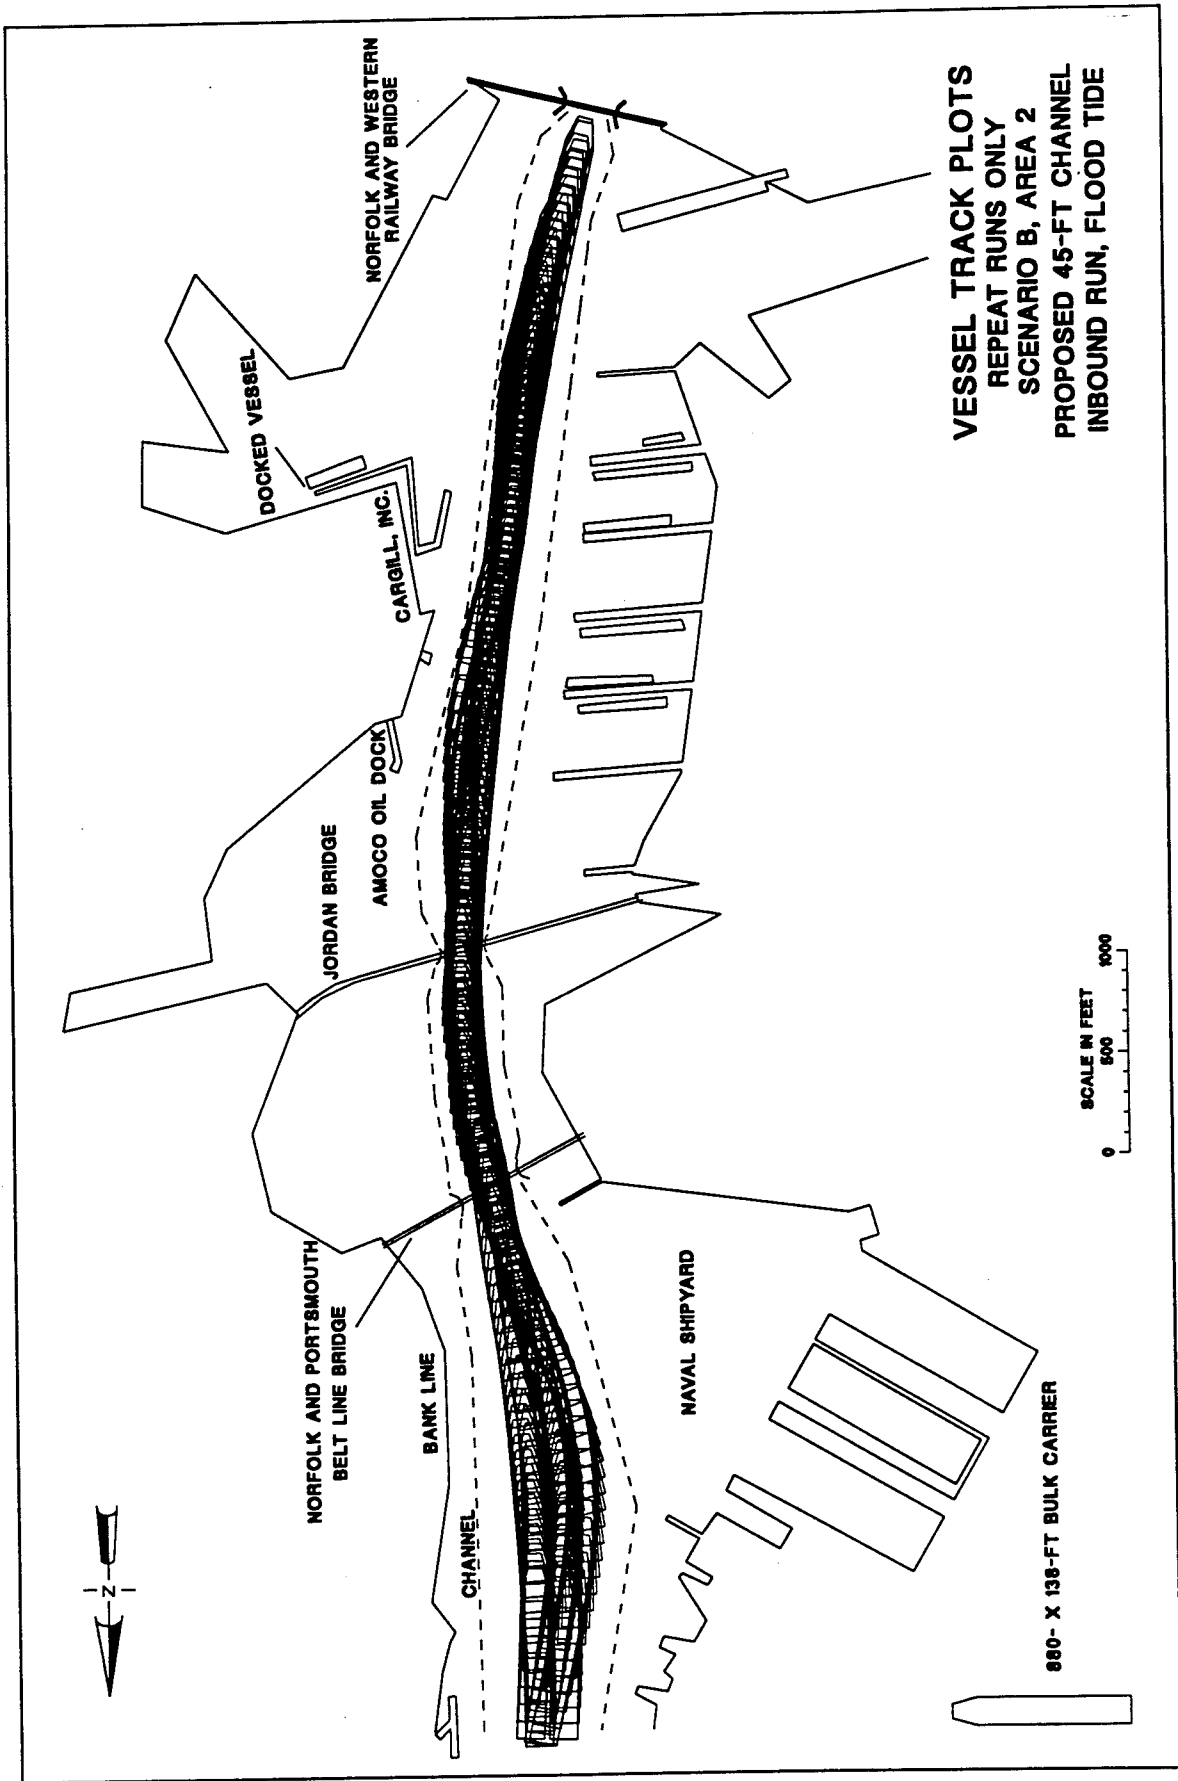 NORFOLK AND WESTERN
RAILWAY BRIDGE
DOCKED VESSEL
CARGILL, INC.
AMOCO OIL DOCK
JORDAN BRIDGE
NORFOLK AND PORTSMOUTH
BELT LINE BRIDGE
BANK LINE
CHANNEL
N
NAVAL SHIPYARD
SCALE IN FEET
0 500 1000
880- X 138-FT BULK CARRIER
VESSEL TRACK PLOTS
REPEAT RUNS ONLY
SCENARIO B, AREA 2
PROPOSED 45-FT CHANNEL
INBOUND RUN, FLOOD TIDE